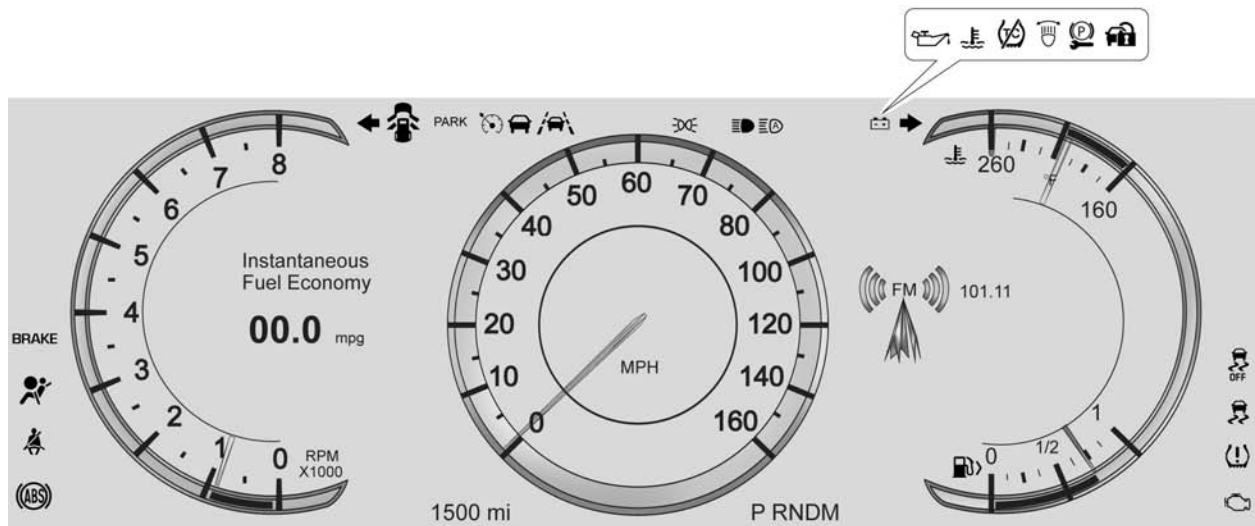 TC
P
PARK
A
8
7
6
5
4
3
2
1
0
RPM
X1000
Instantaneous
Fuel Economy
00.0 mpg
BRAKE
ABS
0
10
20
30
40
50
60
70
80
100
120
140
160
MPH
1500 mi
P RNDM
260
°F
160
FM 101.11
0
1/2
1
OFF